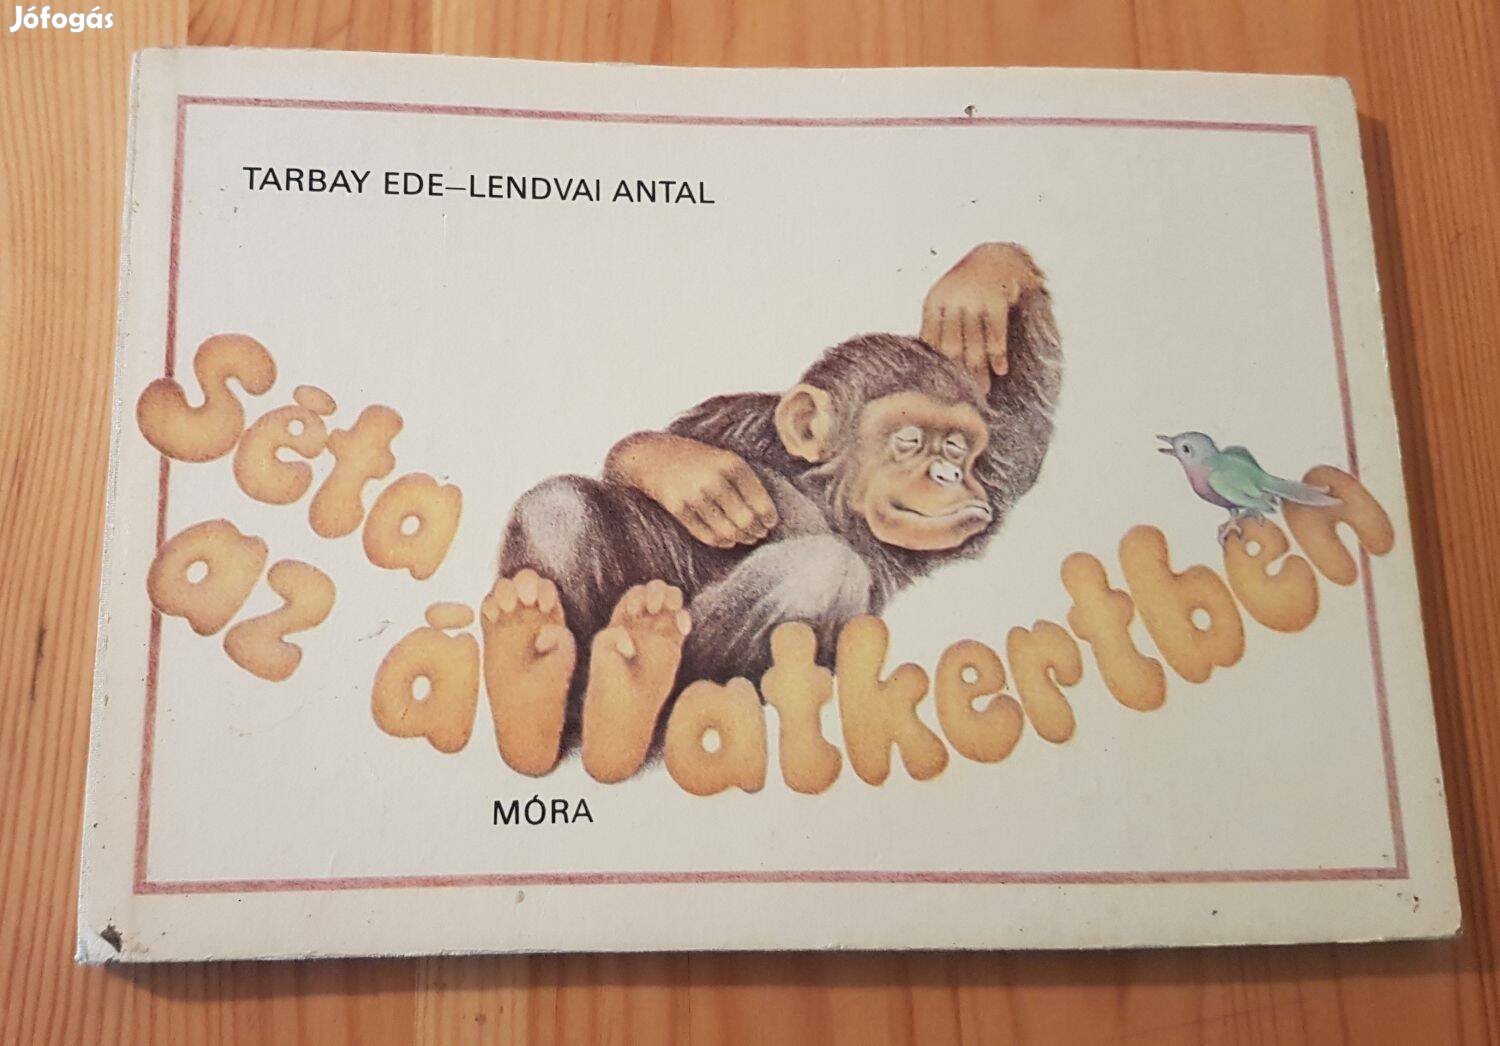 Jófogás
TARBAY EDE–LENDVAI ANTAL
Séta
az állatkertben
MÓRA